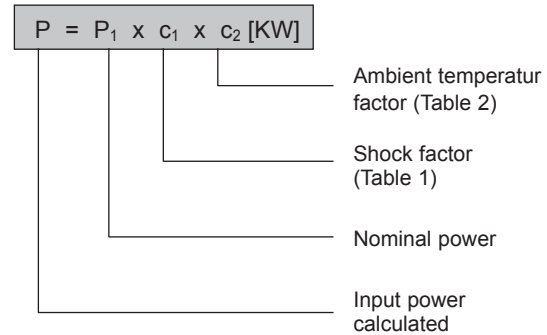 P = P₁ x c₁ x c₂ [KW]
Ambient temperatur
factor (Table 2)
Shock factor
(Table 1)
Nominal power
Input power
calculated